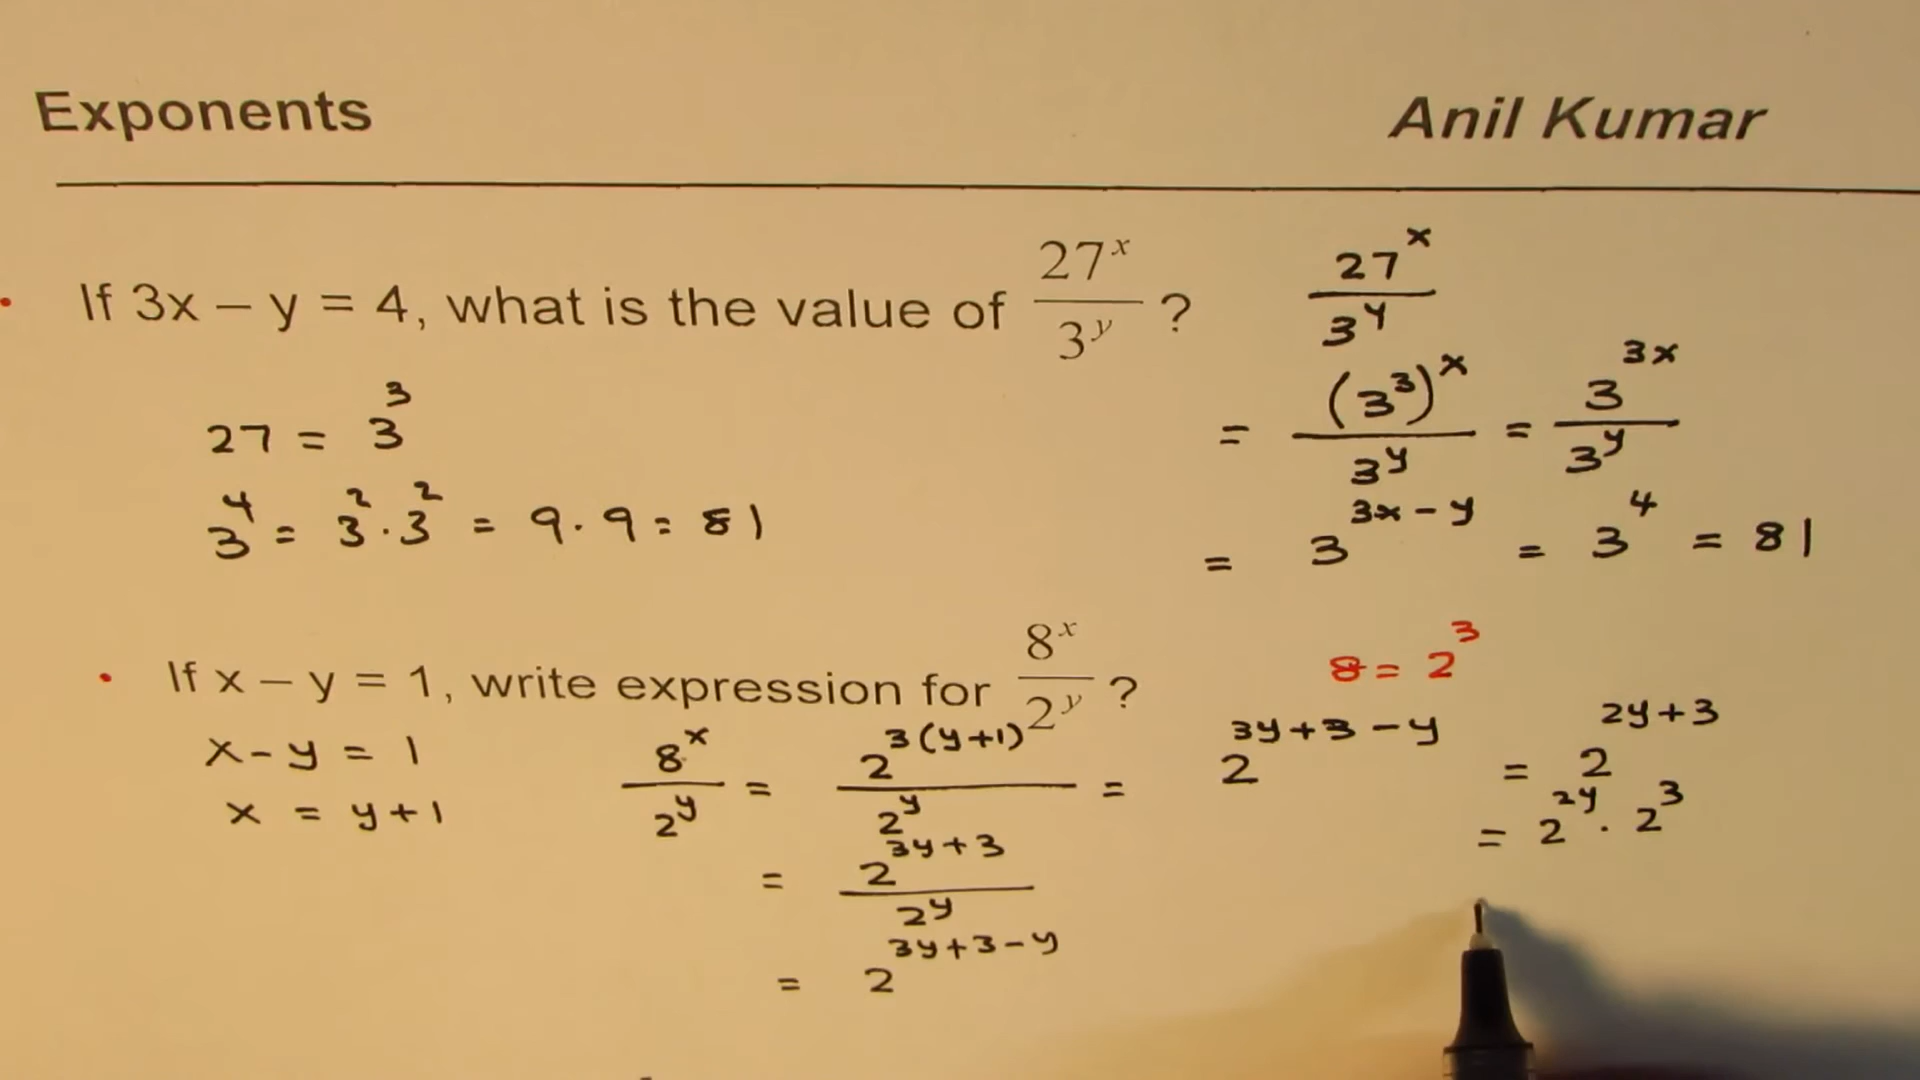 Exponents Anil Kumar
If 3x – y = 4, what is the value of 27^x / 3^y ?
27^x / 3^y
= (3^3)^x / 3^y = 3^{3x} / 3^y
= 3^{3x-y} = 3^4 = 81
27 = 3^3
3^4 = 3^2 · 3^2 = 9 · 9 = 81
If x – y = 1, write expression for 8^x / 2^y ?
8 = 2^3
x - y = 1
x = y + 1
8^x / 2^y = 2^{3(y+1)} / 2^y = 2^{3y+3-y} = 2^{2y+3}
= 2^{2y} · 2^3
= 2^{3y+3} / 2^y
= 2^{3y+3-y}